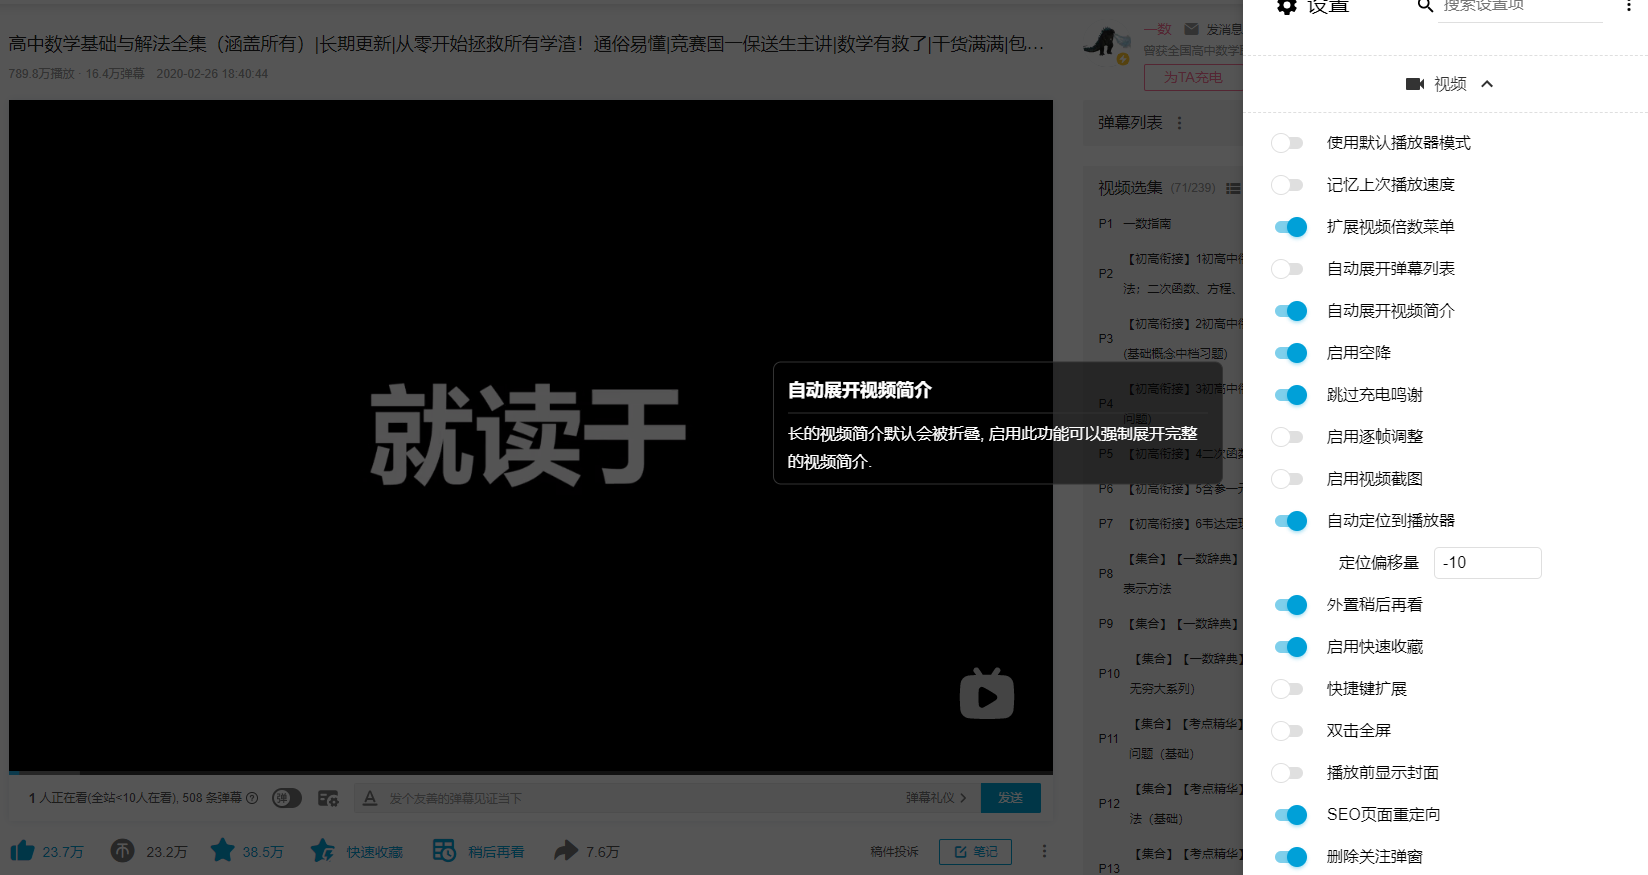 高中数学基础与解法全集（涵盖所有）|长期更新|从零开始拯救所有学渣！通俗易懂|竞赛国一保送生主讲|数学有救了|干货满满|包…
789.8万播放 · 16.4万弹幕 2020-02-26 18:40:44
一数 发消息
曾获全国高中数学
为TA充电
就读于
弹幕列表
视频选集 (71/239)
P1 一数指南
P2 【初高衔接】1初高中
法：二次函数、方程、
P3 【初高衔接】2初高中
(基础概念中档习题)
P4 【初高衔接】3初高中
问题)
P5 【初高衔接】4二次函
P6 【初高衔接】5含参一
P7 【初高衔接】6韦达定
P8 【集合】【一数辞典】
表示方法
P9 【集合】【一数辞典】
P10 【集合】【一数辞典】
无穷大系列)
P11 【集合】【考点精华】
问题（基础）
P12 【集合】【考点精华】
法（基础）
P13 【集合】【考点精华】
自动展开视频简介
长的视频简介默认会被折叠, 启用此功能可以强制展开完整
的视频简介.
1 人正在看(全站<10人在看), 508 条弹幕
弹
发个友善的弹幕见证当下
弹幕礼仪
发送
23.7万
23.2万
38.5万
快速收藏
稍后再看
7.6万
稿件投诉
笔记
设置
搜索设置项
视频
使用默认播放器模式
记忆上次播放速度
扩展视频倍数菜单
自动展开弹幕列表
自动展开视频简介
启用空降
跳过充电鸣谢
启用逐帧调整
启用视频截图
自动定位到播放器
定位偏移量 -10
外置稍后再看
启用快速收藏
快捷键扩展
双击全屏
播放前显示封面
SEO页面重定向
删除关注弹窗